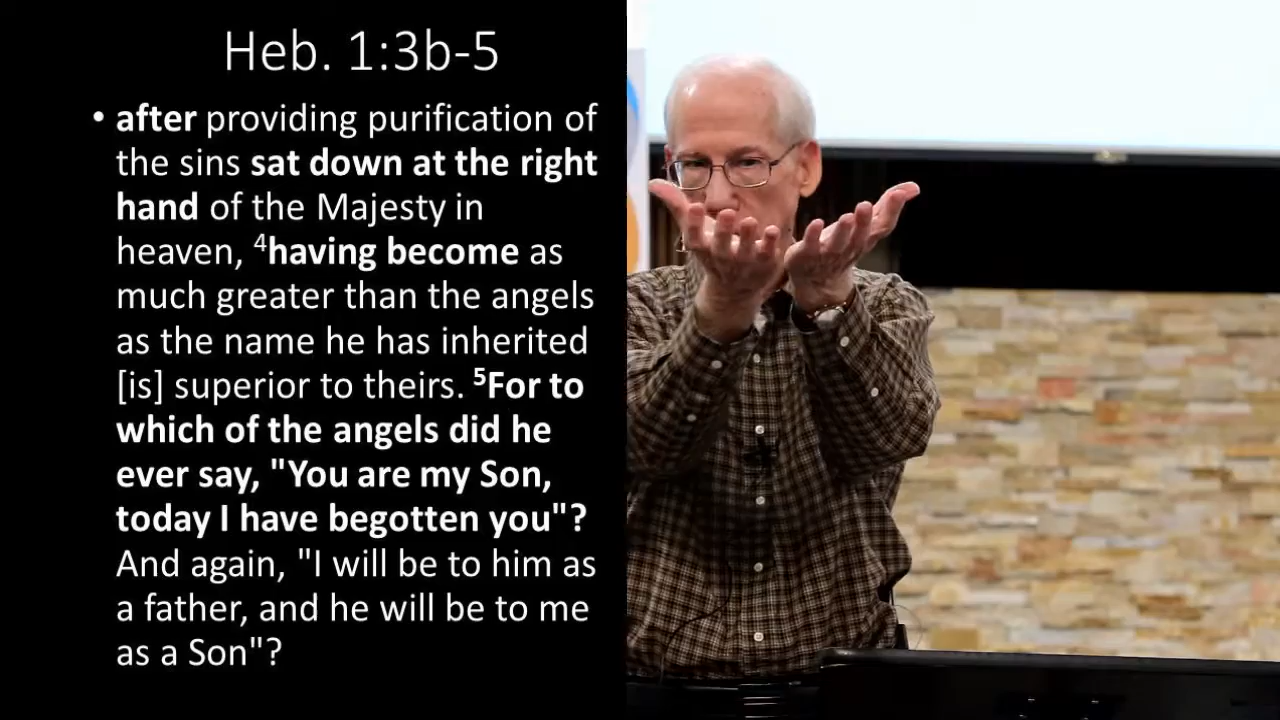 Heb. 1:3b-5
• after providing purification of
the sins sat down at the right
hand of the Majesty in
heaven, ⁴having become as
much greater than the angels
as the name he has inherited
[is] superior to theirs. ⁵For to
which of the angels did he
ever say, "You are my Son,
today I have begotten you"?
And again, "I will be to him as
a father, and he will be to me
as a Son"?